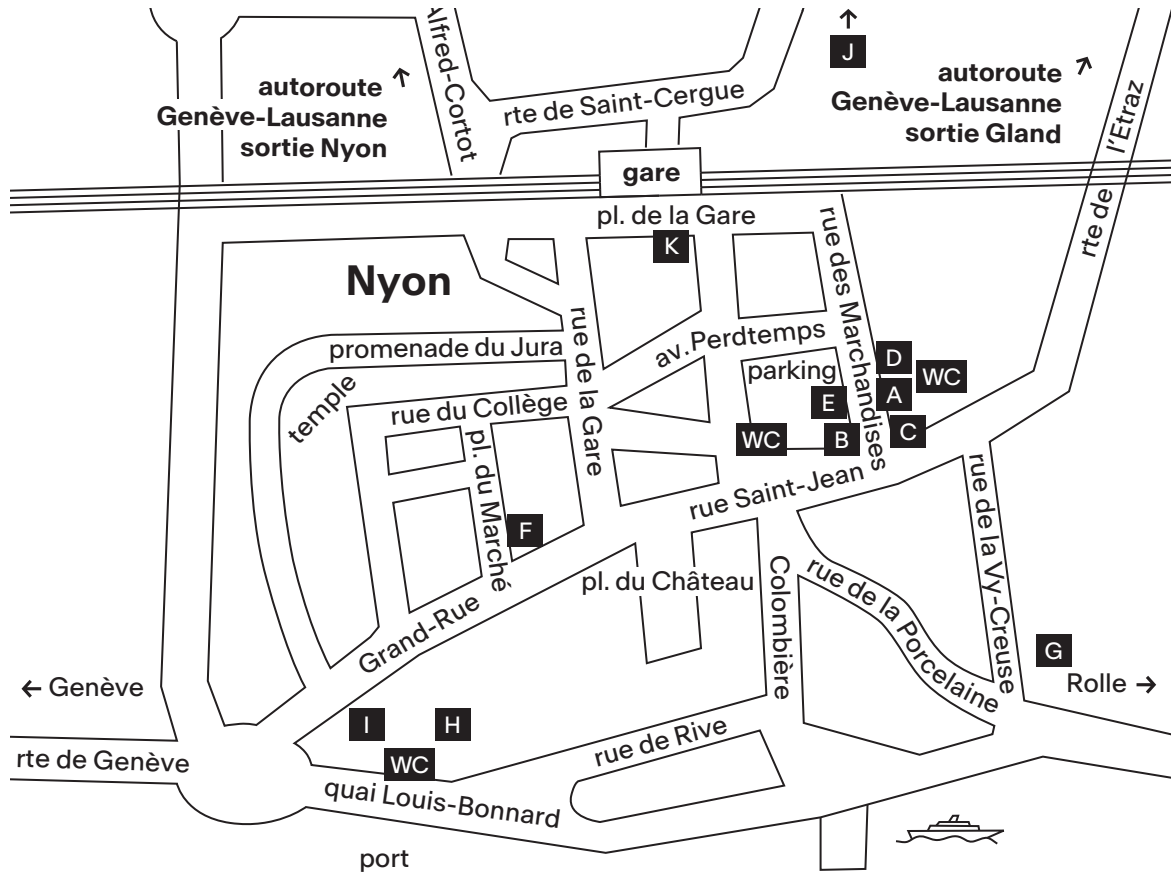 Alfred-Cortot
J
autoroute
Genève-Lausanne
sortie Nyon
autoroute
Genève-Lausanne
sortie Gland
rte de Saint-Cergue
rte de l'Etraz
gare
pl. de la Gare
K
Nyon
rue des Marchandises
promenade du Jura
rue de la Gare
av. Perdtemps
parking
D
WC
A
E
C
temple
rue du Collège
WC
B
pl. du Marché
rue Saint-Jean
rue de la Vy-Creuse
F
pl. du Château
Colombière
rue de la Porcelaine
Grand-Rue
G
← Genève
Rolle →
I
H
rue de Rive
rte de Genève
WC
quai Louis-Bonnard
port